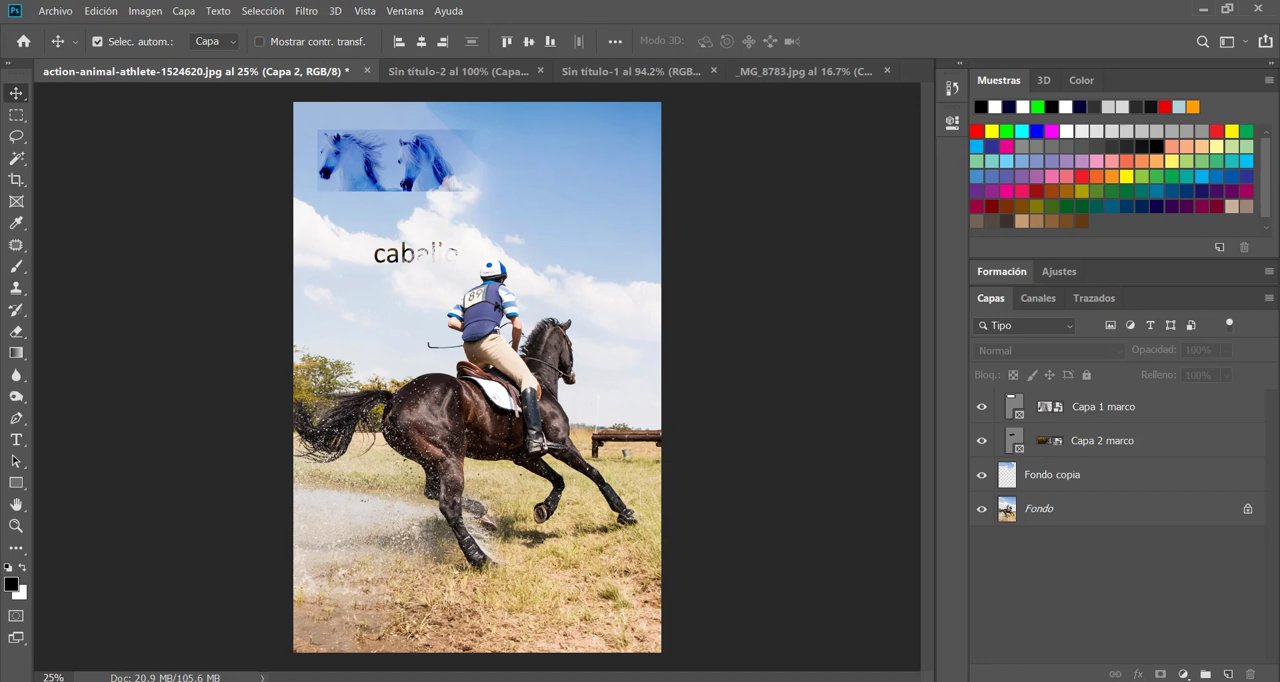 Ps Archivo Edición Imagen Capa Texto Selección Filtro 3D Vista Ventana Ayuda
Selec. autom.: Capa Mostrar contr. transf. Modo 3D:
action-animal-athlete-1524620.jpg al 25% (Capa 2, RGB/8) * Sin título-2 al 100% (Capa... Sin título-1 al 94.2% (RGB... _MG_8783.jpg al 16.7% (C...
Muestras 3D Color
caballo
89
Formación Ajustes
Capas Canales Trazados
Tipo
Normal Opacidad: 100%
Bloq.: Relleno: 100%
Capa 1 marco
Capa 2 marco
Fondo copia
Fondo
25% Doc: 20.9 MB/105.6 MB